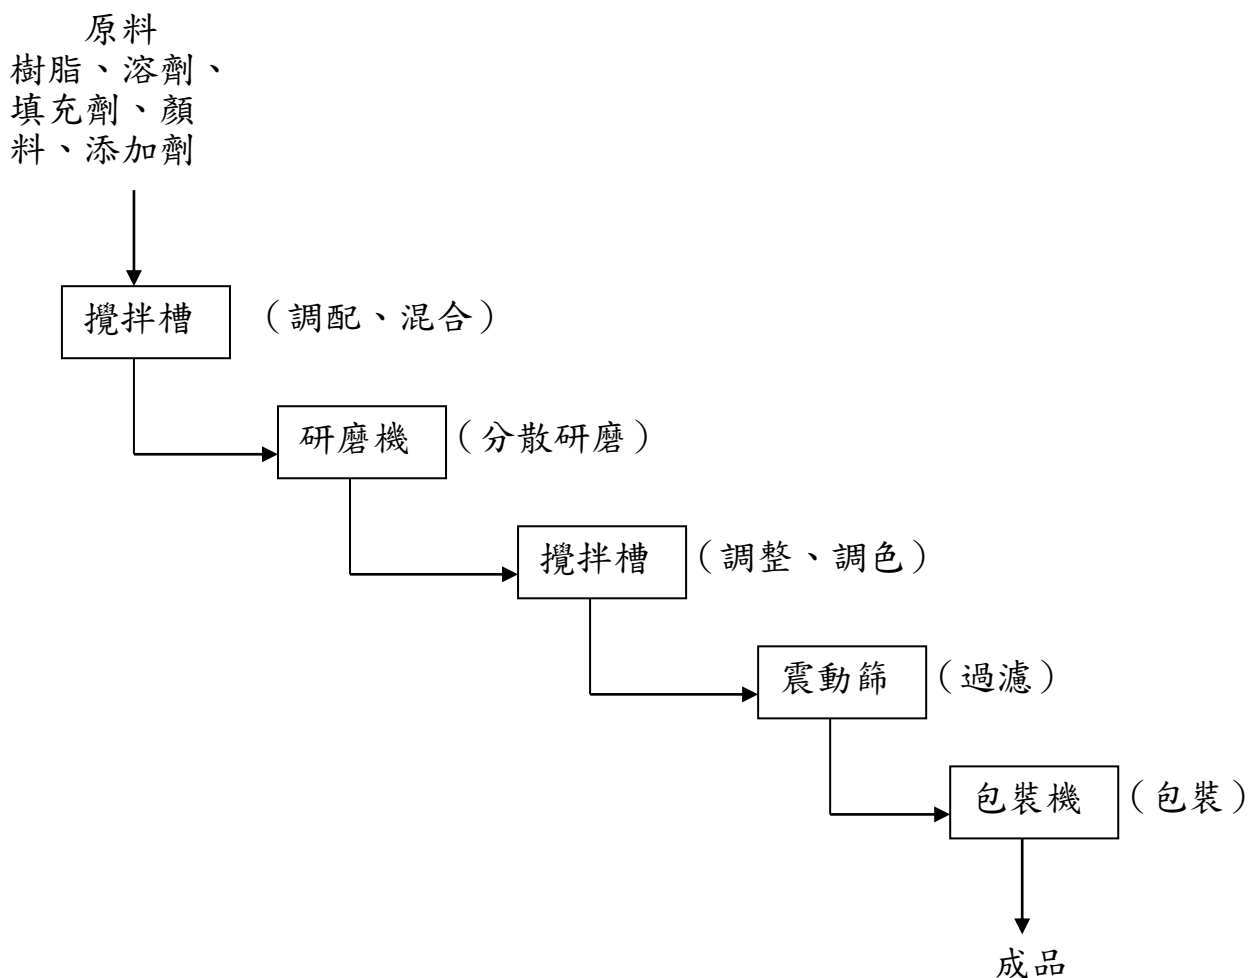 原料
樹脂、溶劑、
填充劑、顏
料、添加劑
攪拌槽
（調配、混合）
研磨機
（分散研磨）
攪拌槽
（調整、調色）
震動篩
（過濾）
包裝機
（包裝）
成品